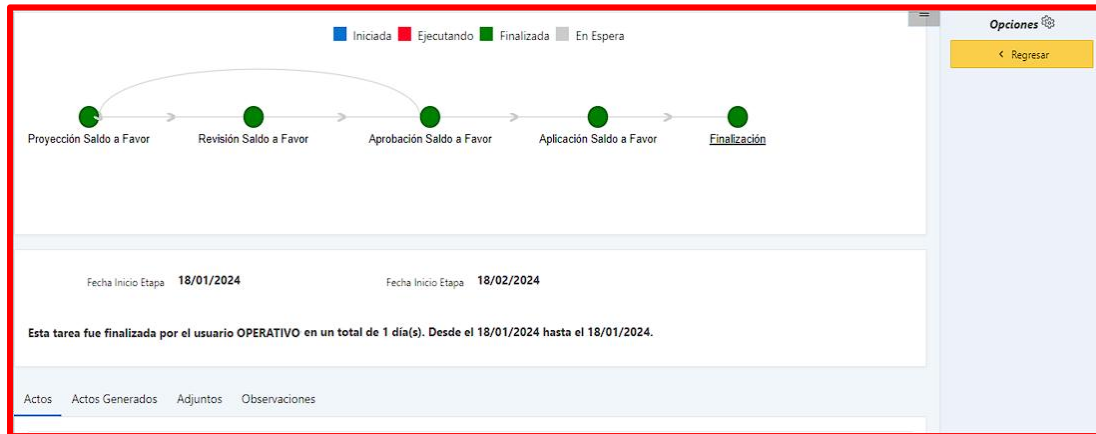 Iniciada Ejecutando Finalizada En Espera
Opciones
< Regresar
Proyección Saldo a Favor Revisión Saldo a Favor Aprobación Saldo a Favor Aplicación Saldo a Favor Finalización
Fecha Inicio Etapa 18/01/2024 Fecha Inicio Etapa 18/02/2024
Esta tarea fue finalizada por el usuario OPERATIVO en un total de 1 día(s). Desde el 18/01/2024 hasta el 18/01/2024.
Actos Actos Generados Adjuntos Observaciones